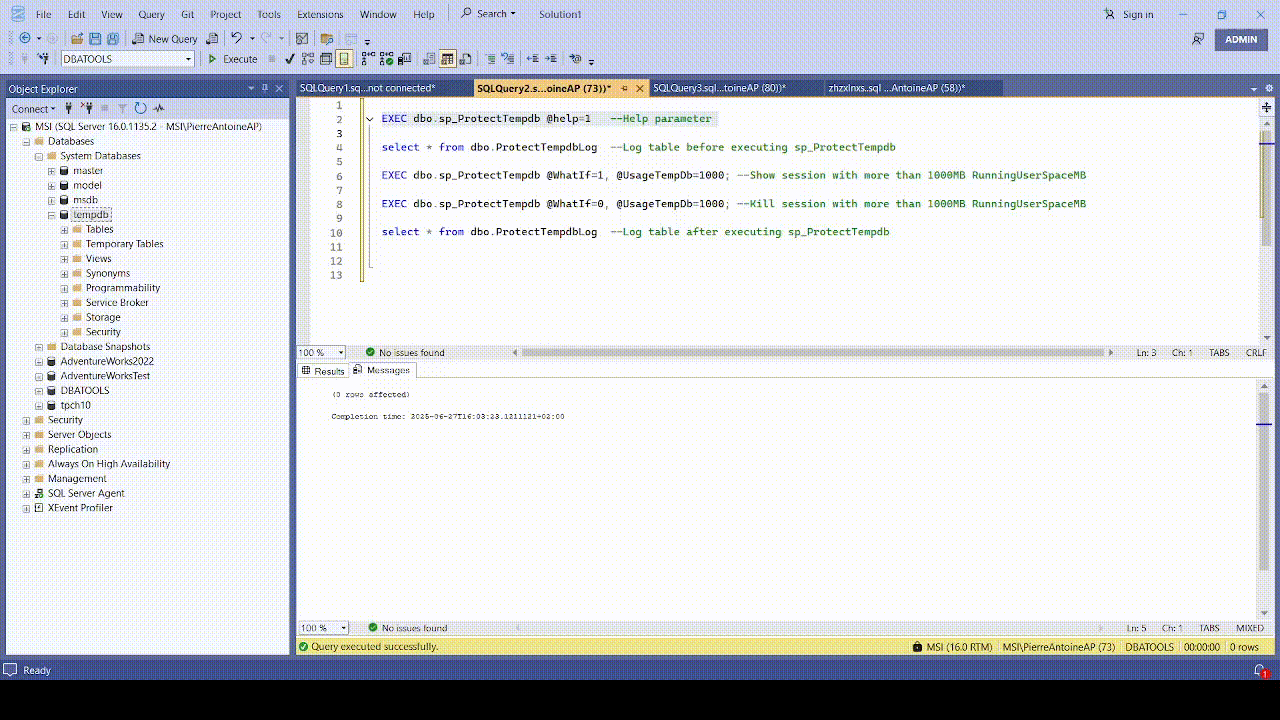 File Edit View Query Git Project Tools Extensions Window Help Search Solution1 Sign in
New Query ADMIN
DBATOOLS Execute
Object Explorer
Connect
MSI (SQL Server 16.0.1135.2 - MSI\PierreAntoineAP)
Databases
System Databases
master
model
msdb
tempdb
Tables
Temporary Tables
Views
Synonyms
Programmability
Service Broker
Storage
Security
Database Snapshots
AdventureWorks2022
AdventureWorksTest
DBATOOLS
tpch10
Security
Server Objects
Replication
Always On High Availability
Management
SQL Server Agent
XEvent Profiler
SQLQuery1.sq...not connected* SQLQuery2.s...oineAP (73))* SQLQuery3.sql...toineAP (80))* zhzxlnxs.sql ...AntoineAP (58))*
1
2 EXEC dbo.sp_ProtectTempdb @help=1 --Help parameter
3
4 select * from dbo.ProtectTempdbLog --Log table before executing sp_ProtectTempdb
5
6 EXEC dbo.sp_ProtectTempdb @WhatIf=1, @UsageTempDb=1000; --Show session with more than 1000MB RunningUserSpaceMB
7
8 EXEC dbo.sp_ProtectTempdb @WhatIf=0, @UsageTempDb=1000; --Kill session with more than 1000MB RunningUserSpaceMB
9
10 select * from dbo.ProtectTempdbLog --Log table after executing sp_ProtectTempdb
11
12
13
100 % No issues found Ln: 3 Ch: 1 TABS CRLF
Results Messages
(0 rows affected)
Completion time: 2025-06-27T16:03:23.1211121+02:00
100 % No issues found Ln: 5 Ch: 1 TABS MIXED
Query executed successfully. MSI (16.0 RTM) MSI\PierreAntoineAP (73) DBATOOLS 00:00:00 0 rows
Ready 1